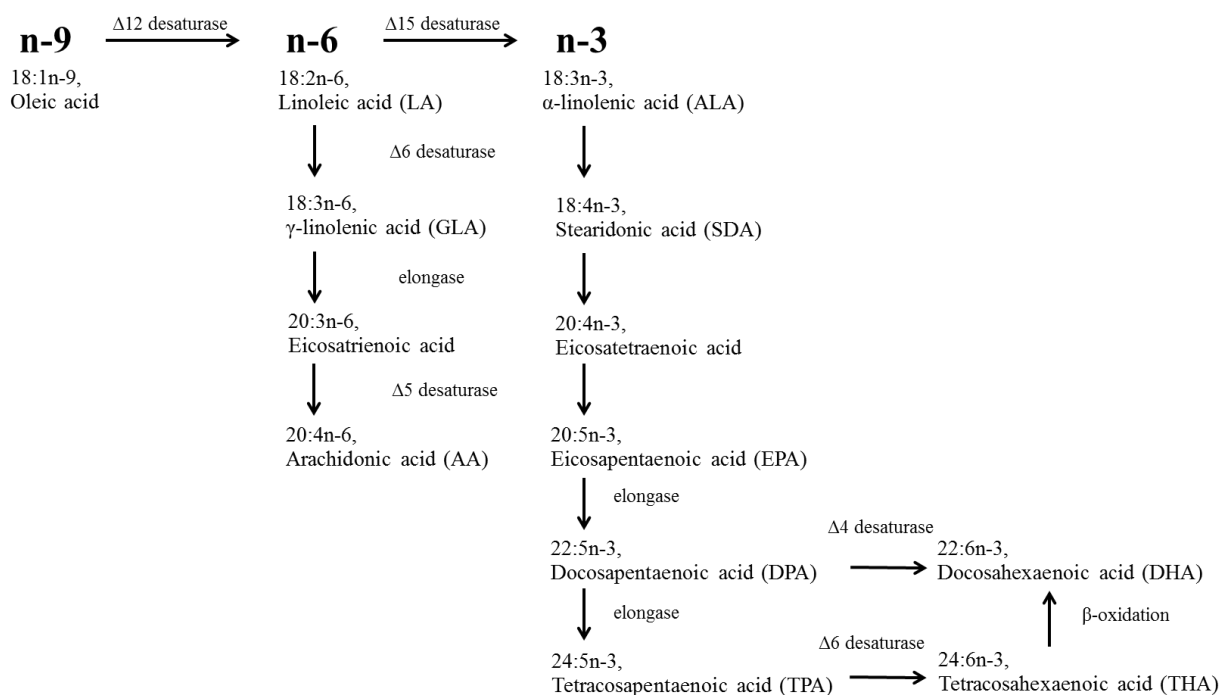 n-9
Δ12 desaturase
n-6
Δ15 desaturase
n-3
18:1n-9,
Oleic acid
18:2n-6,
Linoleic acid (LA)
18:3n-3,
α-linolenic acid (ALA)
Δ6 desaturase
18:3n-6,
γ-linolenic acid (GLA)
18:4n-3,
Stearidonic acid (SDA)
elongase
20:3n-6,
Eicosatrienoic acid
20:4n-3,
Eicosatetraenoic acid
Δ5 desaturase
20:4n-6,
Arachidonic acid (AA)
20:5n-3,
Eicosapentaenoic acid (EPA)
elongase
22:5n-3,
Docosapentaenoic acid (DPA)
Δ4 desaturase
22:6n-3,
Docosahexaenoic acid (DHA)
elongase
β-oxidation
24:5n-3,
Tetracosapentaenoic acid (TPA)
Δ6 desaturase
24:6n-3,
Tetracosahexaenoic acid (THA)